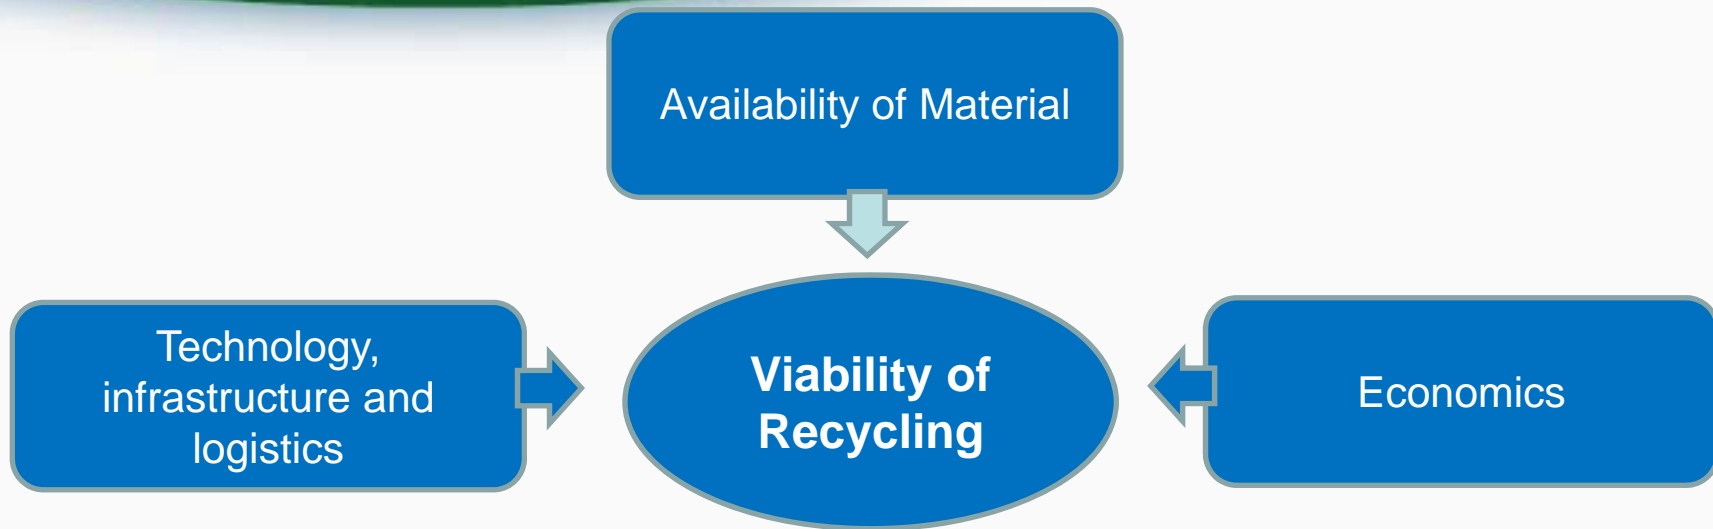 Availability of Material
Technology,
infrastructure and
logistics
Viability of
Recycling
Economics